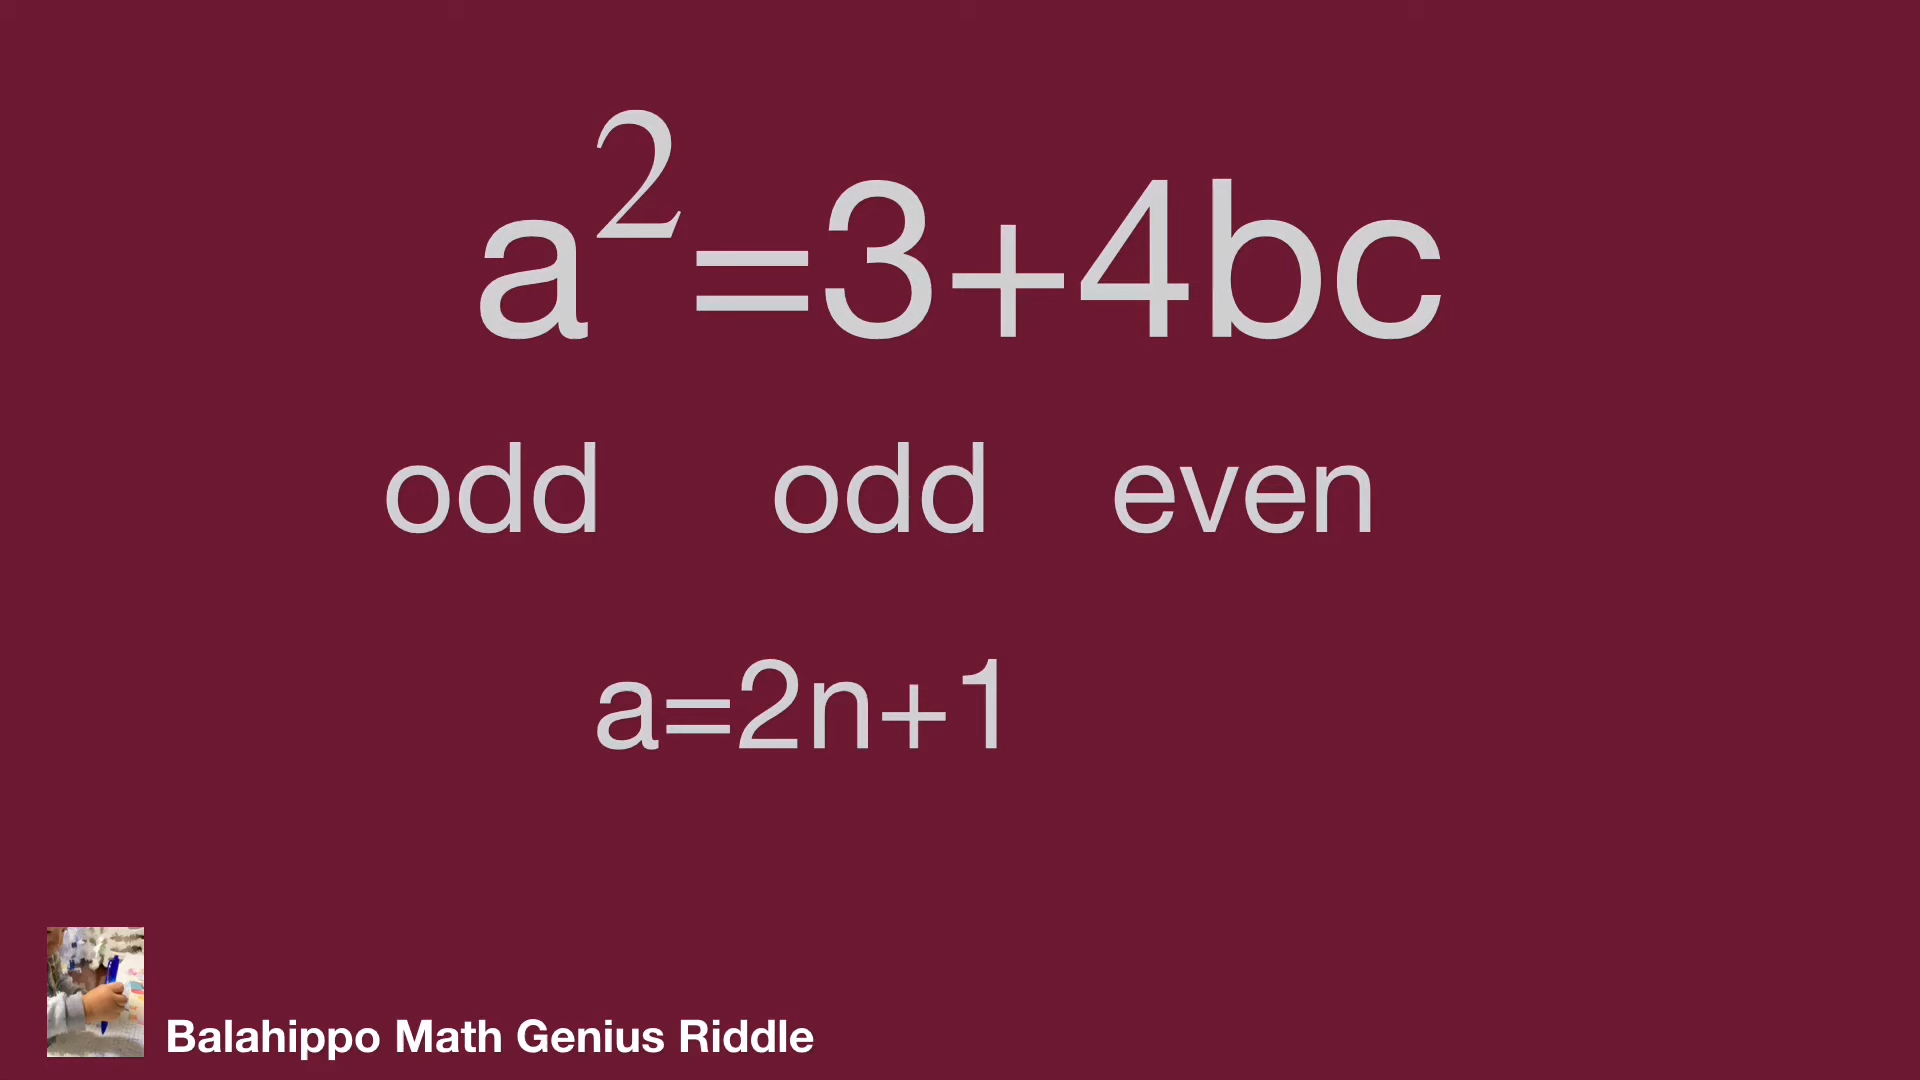 a²=3+4bc
odd odd even
a=2n+1
Balahippo Math Genius Riddle